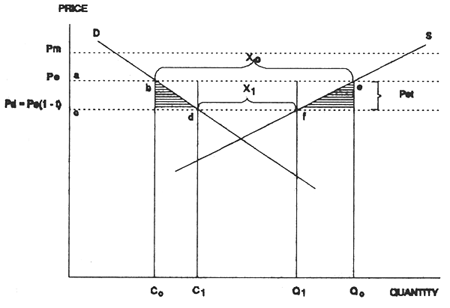 PRICE
D
S
Pm
Xo
Pe
a
b
X1
e
Pd = Pe(1 - t)
Pet
c
d
f
Co
C1
Q1
Qo
QUANTITY